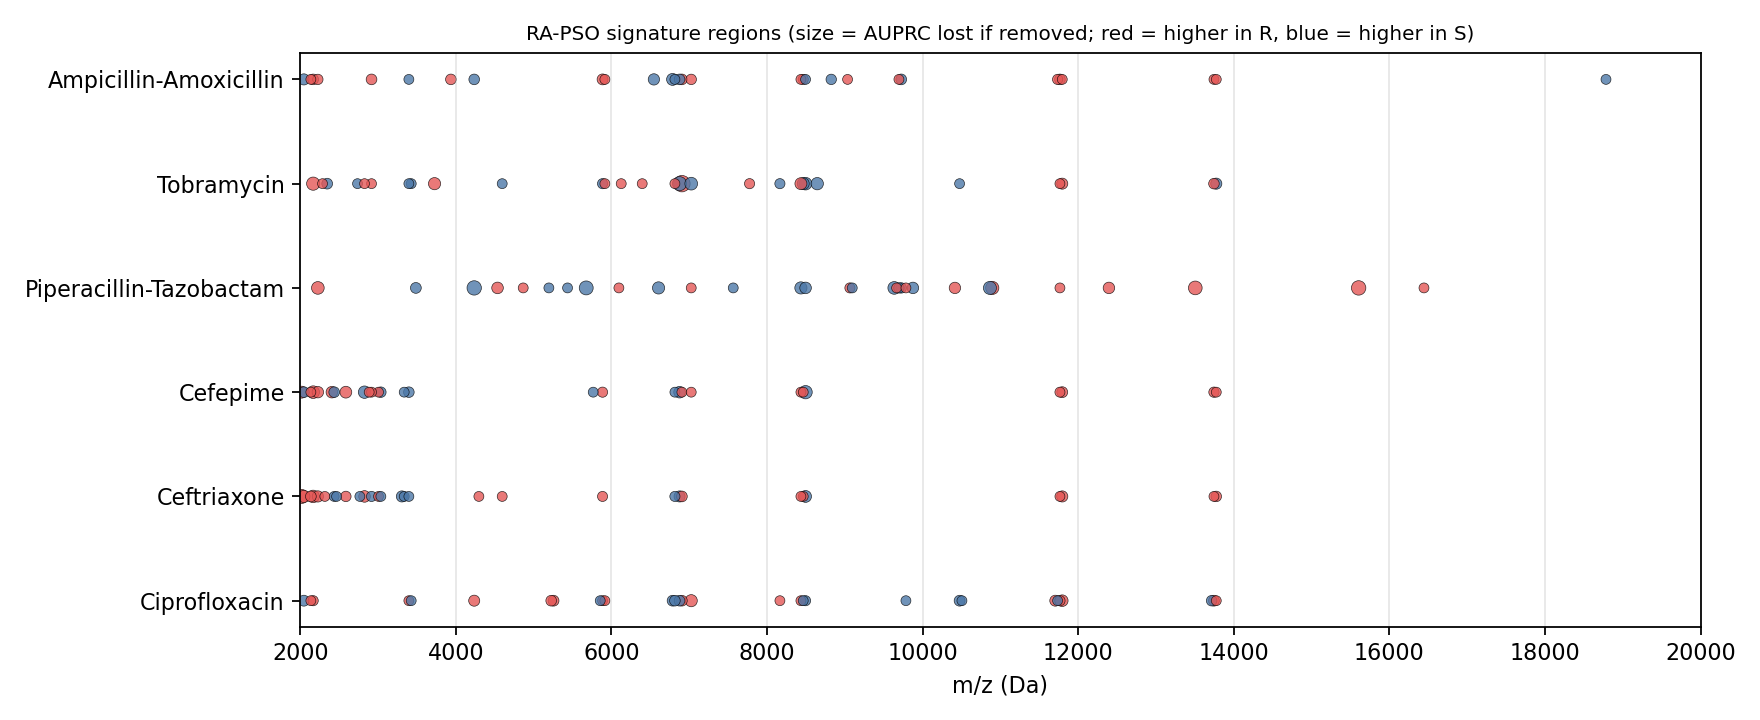 RA-PSO signature regions (size = AUPRC lost if removed; red = higher in R, blue = higher in S)
Ampicillin-Amoxicillin
Tobramycin
Piperacillin-Tazobactam
Cefepime
Ceftriaxone
Ciprofloxacin
2000 4000 6000 8000 10000 12000 14000 16000 18000 20000
m/z (Da)